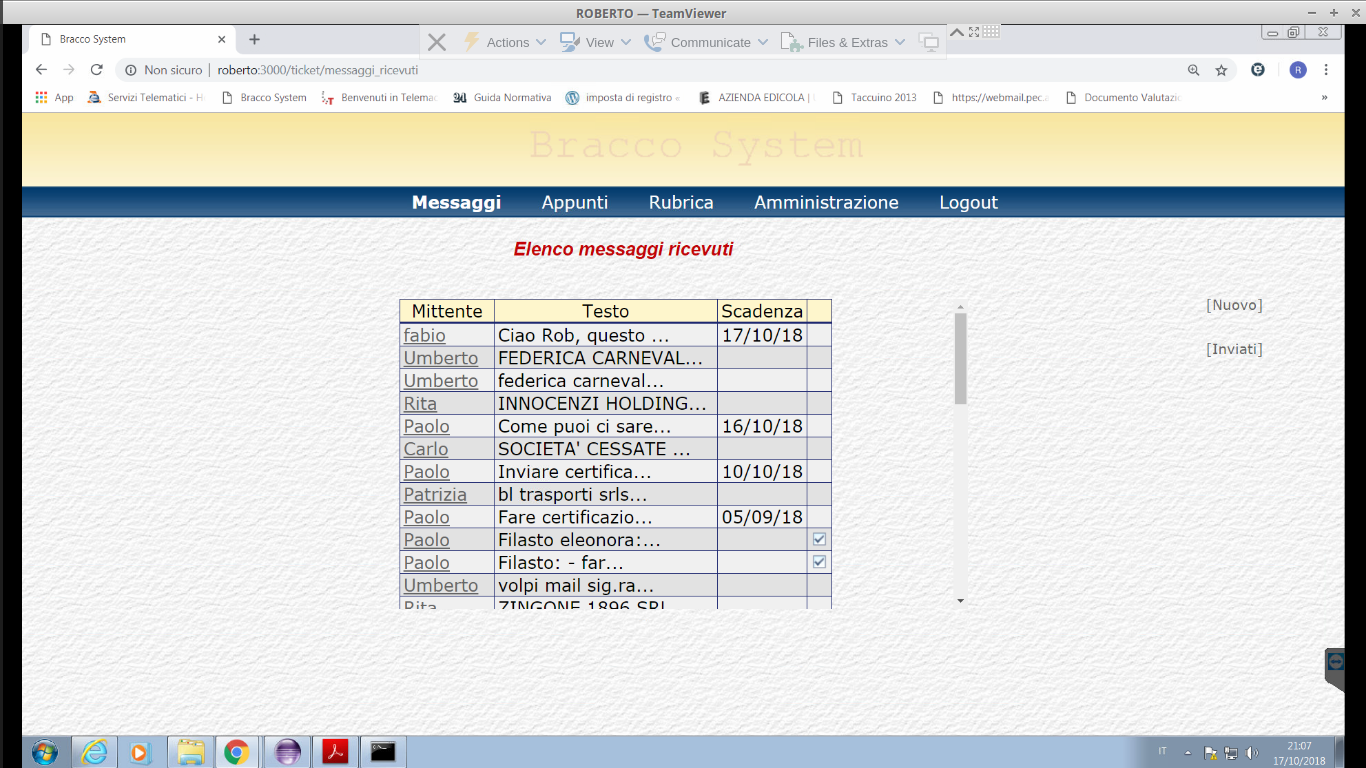 ROBERTO — TeamViewer
Bracco System
Actions View Communicate Files & Extras
Non sicuro | roberto:3000/ticket/messaggi_ricevuti
R
App Servizi Telematici - H Bracco System Benvenuti in Telemac Guida Normativa imposta di registro « AZIENDA EDICOLA | Taccuino 2013 https://webmail.pec.a Documento Valutazio »
Bracco System
Messaggi Appunti Rubrica Amministrazione Logout
Elenco messaggi ricevuti
[Nuovo]
[Inviati]
Mittente Testo Scadenza
fabio Ciao Rob, questo ... 17/10/18
Umberto FEDERICA CARNEVAL...
Umberto federica carneval...
Rita INNOCENZI HOLDING...
Paolo Come puoi ci sare... 16/10/18
Carlo SOCIETA' CESSATE ...
Paolo Inviare certifica... 10/10/18
Patrizia bl trasporti srls...
Paolo Fare certificazio... 05/09/18
Paolo Filasto eleonora:...
Paolo Filasto: - far...
Umberto volpi mail sig.ra...
Rita ZINGONE 1896 SRL
IT 21:07
17/10/2018